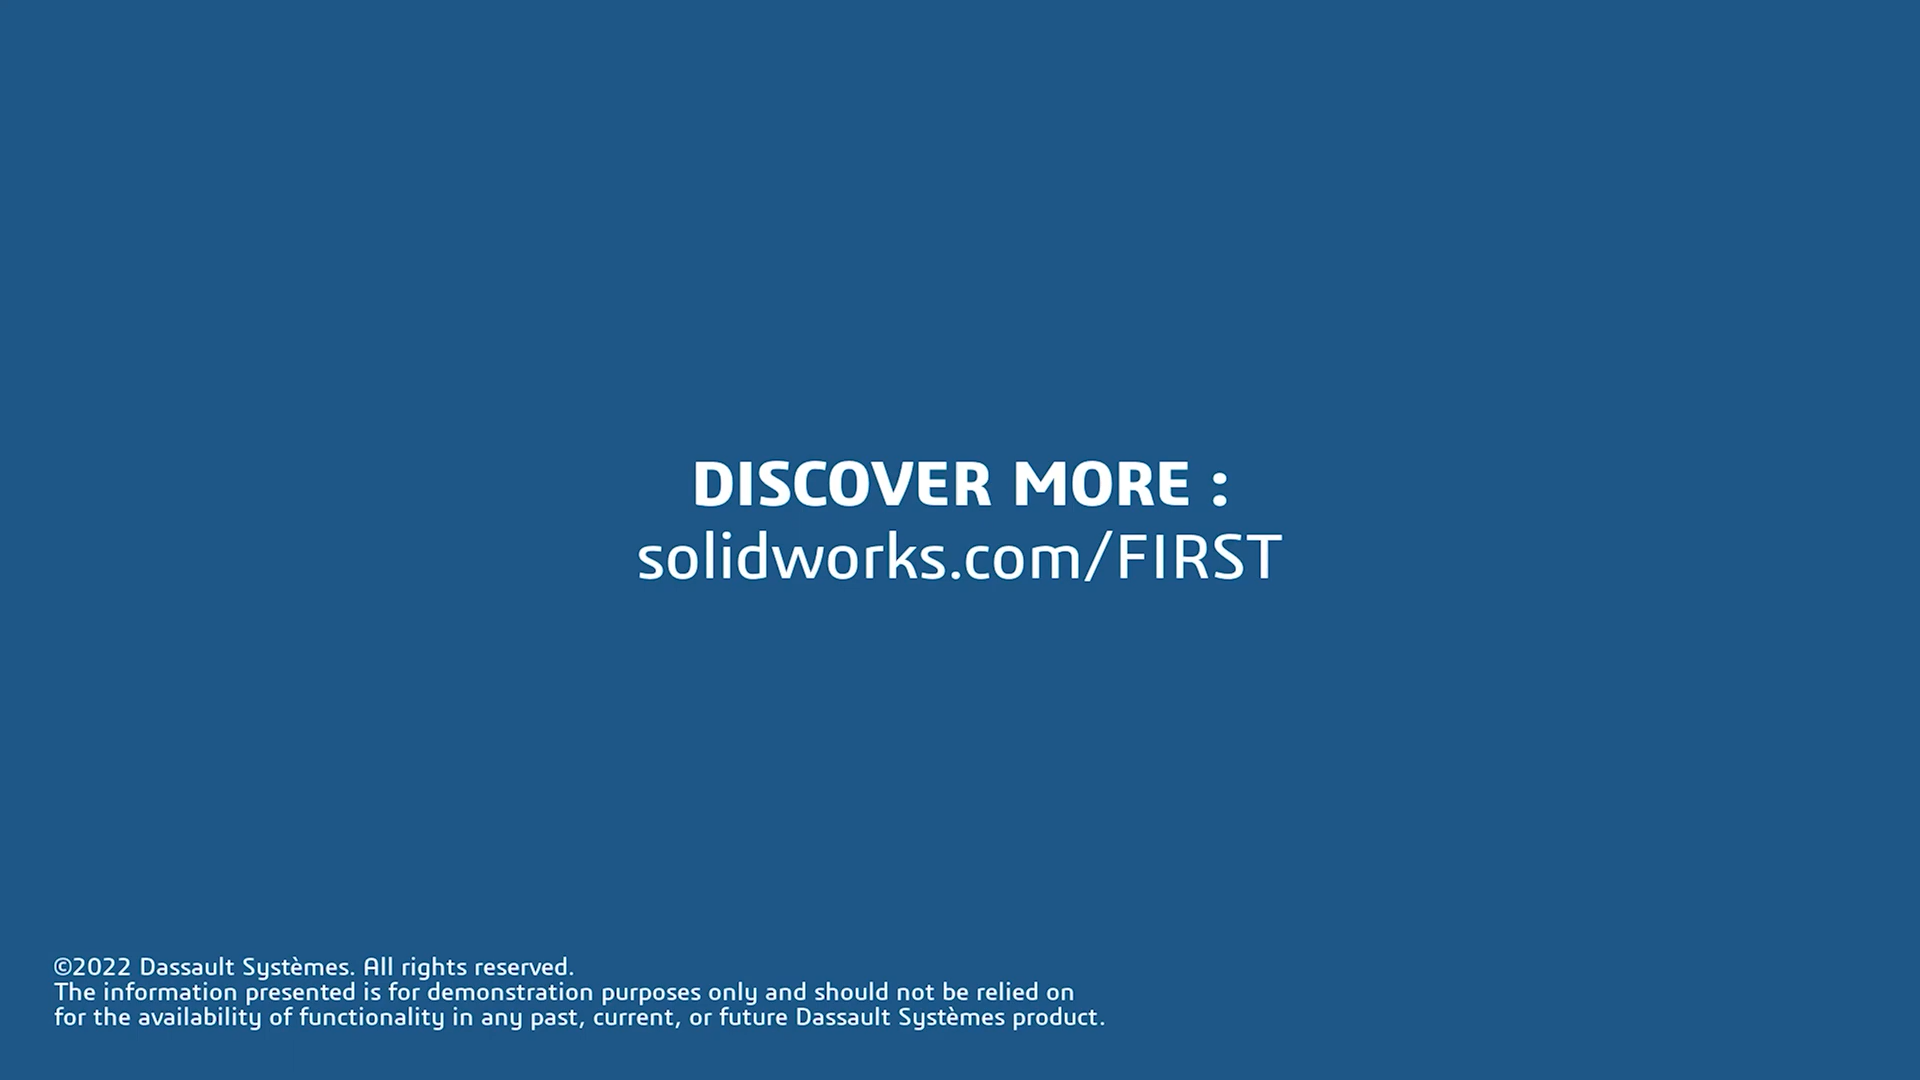 DISCOVER MORE :
solidworks.com/FIRST
©2022 Dassault Systèmes. All rights reserved.
The information presented is for demonstration purposes only and should not be relied on
for the availability of functionality in any past, current, or future Dassault Systèmes product.